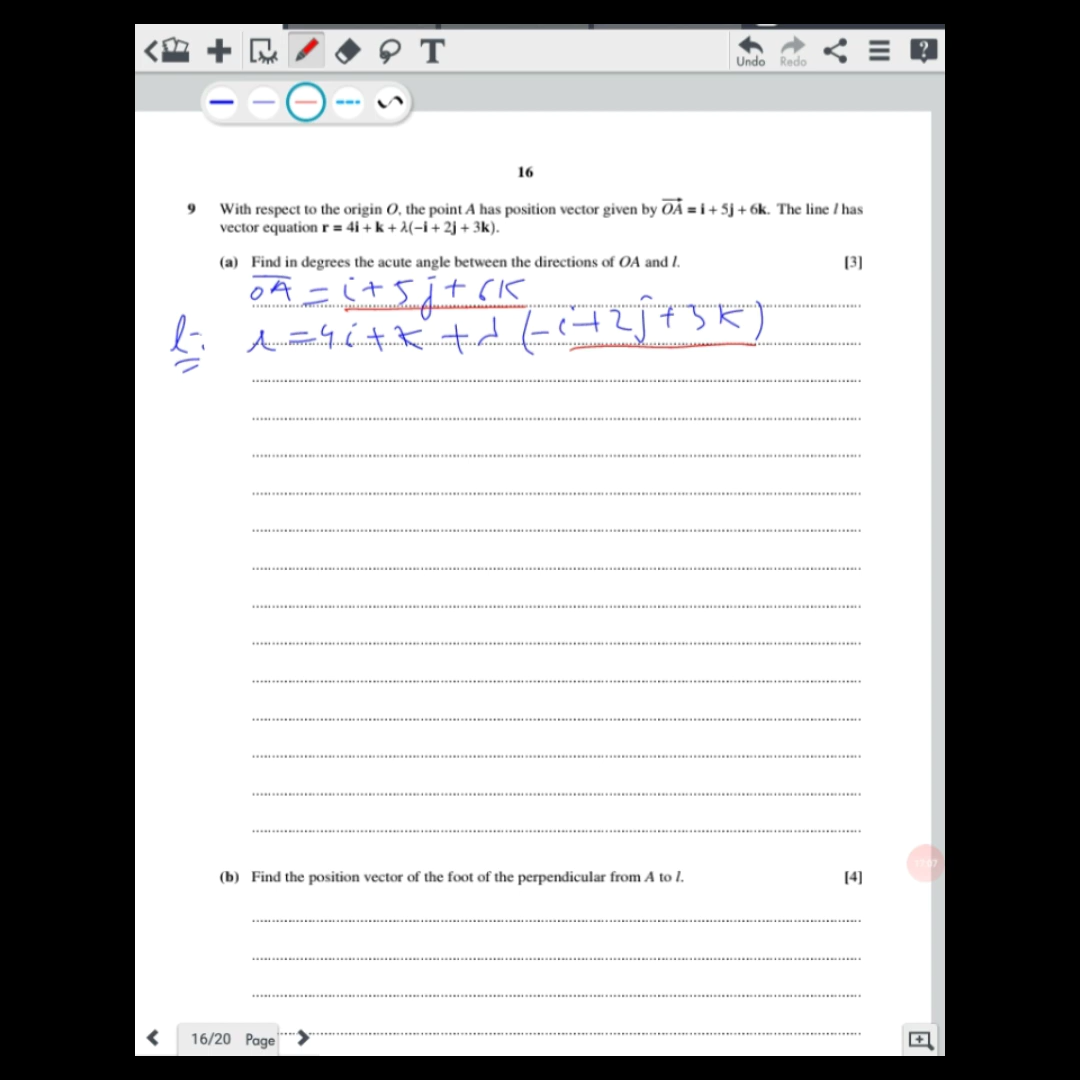 T
Undo
Redo
?
16
9 With respect to the origin O, the point A has position vector given by $\overrightarrow{OA}$ = i + 5j + 6k. The line l has
vector equation r = 4i + k + λ(−i + 2j + 3k).
(a) Find in degrees the acute angle between the directions of OA and l. [3]
OA = i + 5j + 6k
l: r = 4i + k + λ(−i + 2j + 3k)
(b) Find the position vector of the foot of the perpendicular from A to l. [4]
16/20 Page